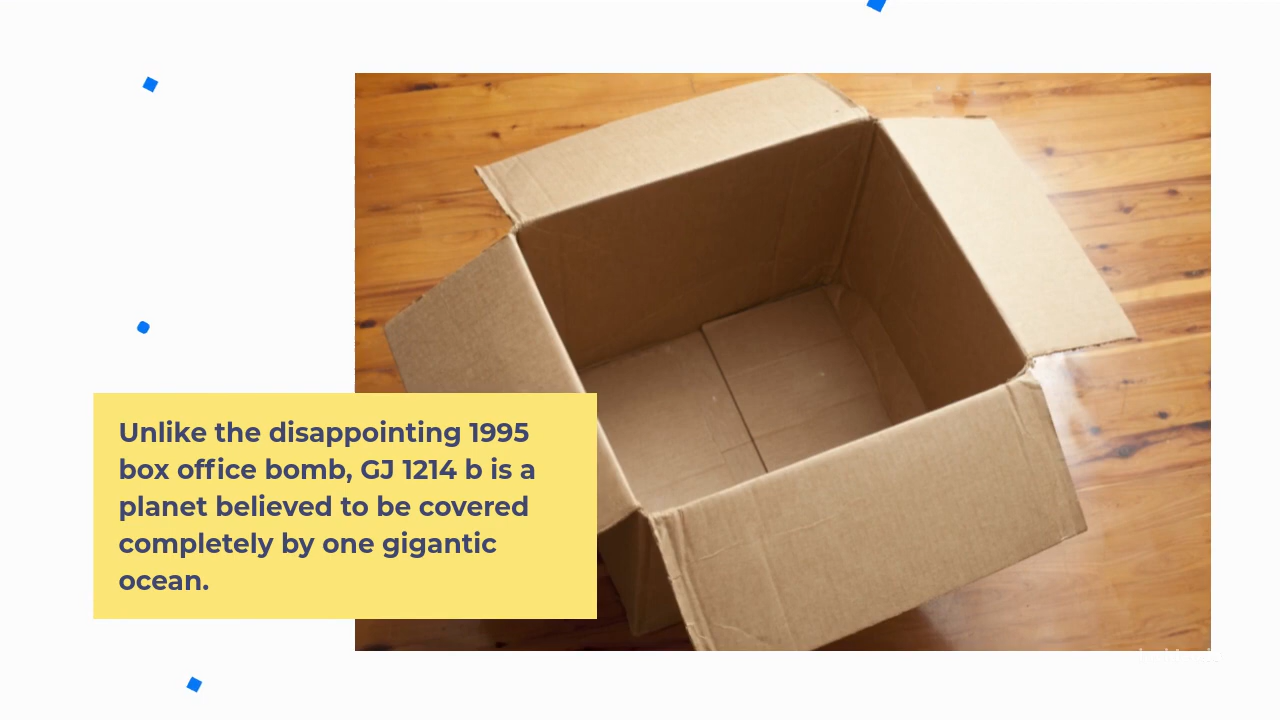 Unlike the disappointing 1995
box office bomb, GJ 1214 b is a
planet believed to be covered
completely by one gigantic
ocean.